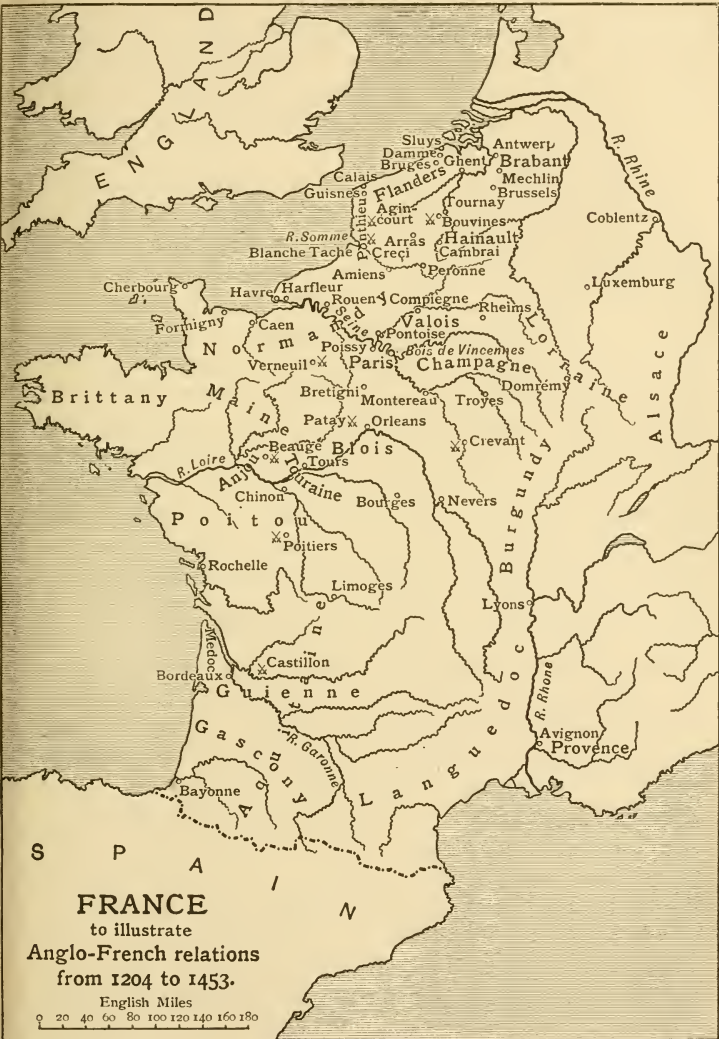 ENGLAND
R. Rhine
Sluys
Damme
Bruges
Ghent
Antwerp
Brabant
Mechlin
Brussels
Calais
Guisnes
Flanders
Tournay
Coblentz
Ponthieu
Agin-
court
Bouvines
R. Somme
Arras
Hainault
Blanche Tache
Creçi
Cambrai
Amiens
Peronne
Luxemburg
Cherbourg
Havre
Harfleur
Rouen
Compiegne
Rheims
Formigny
Caen
Seine
Valois
Lorraine
Normandy
Pontoise
Poissy
Bois de Vincennes
Verneuil
Paris
Champagne
Alsace
Brittany
Maine
Bretigni
Montereau
Troyes
Domremy
Patay
Orleans
Crevant
Beaugé
Blois
R. Loire
Anjou
Tours
Touraine
Chinon
Bourges
Nevers
Burgundy
Poitou
Poitiers
Rochelle
Limoges
Lyons
Medoc
Castillon
Bordeaux
Guienne
Aquitaine
R. Rhone
Gascony
R. Garonne
Languedoc
Avignon
Provence
Bayonne
SPAIN
FRANCE
to illustrate
Anglo-French relations
from 1204 to 1453.
English Miles
0 20 40 60 80 100 120 140 160 180